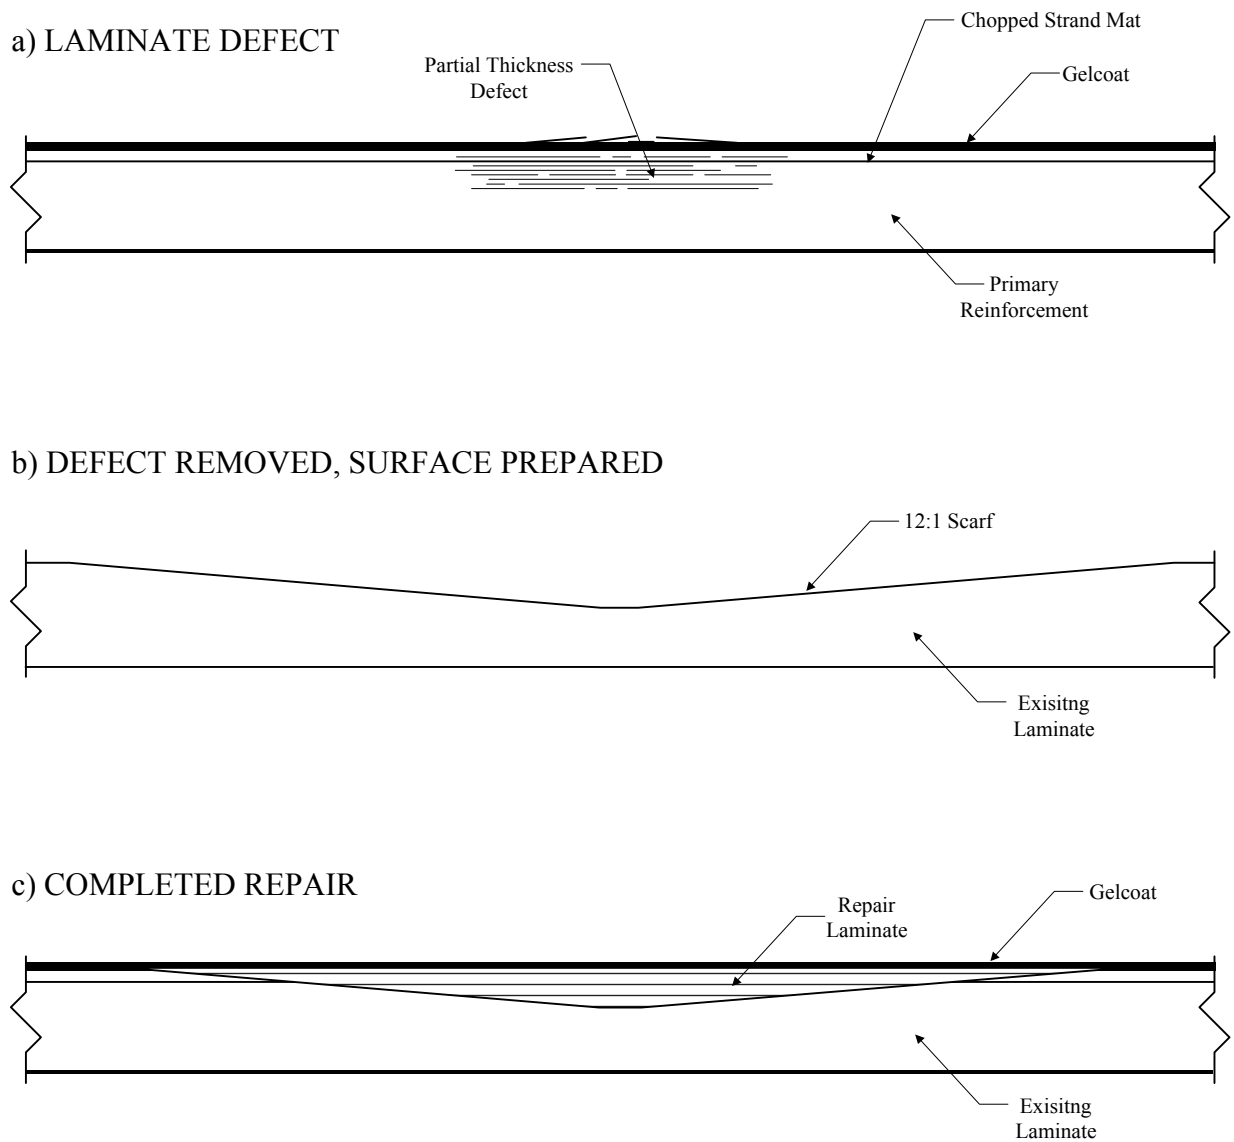 a) LAMINATE DEFECT
Chopped Strand Mat
Partial Thickness
Defect
Gelcoat
Primary
Reinforcement
b) DEFECT REMOVED, SURFACE PREPARED
12:1 Scarf
Exisitng
Laminate
c) COMPLETED REPAIR
Repair
Laminate
Gelcoat
Exisitng
Laminate